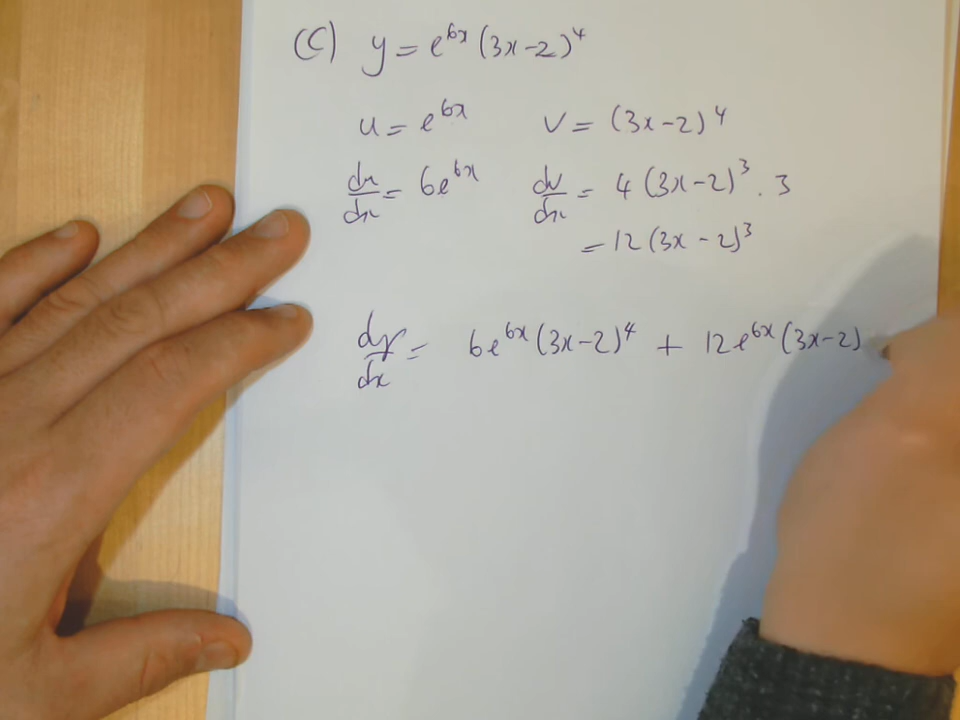 (C) y = e^{6x} (3x-2)^4
u = e^{6x} v = (3x-2)^4
du/dx = 6e^{6x} dv/dx = 4(3x-2)^3 . 3
= 12(3x-2)^3
dy/dx = 6e^{6x}(3x-2)^4 + 12e^{6x}(3x-2)